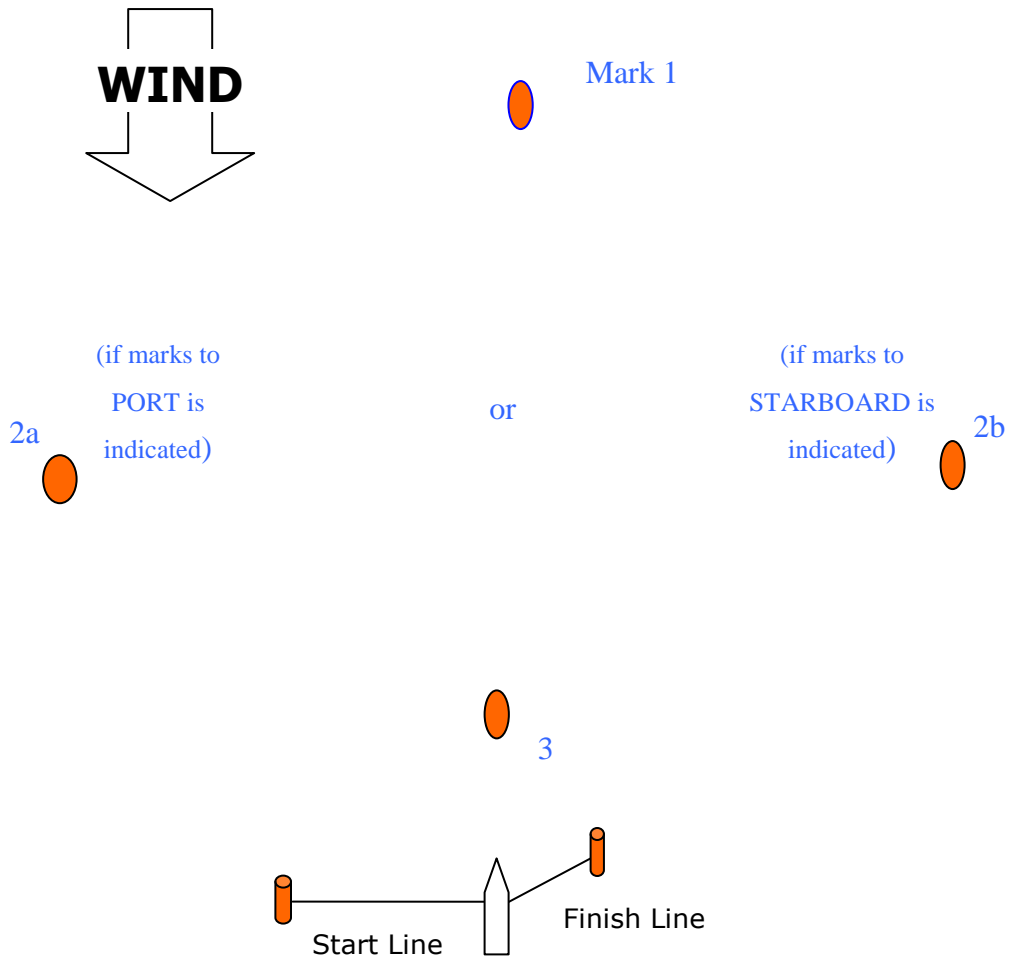 WIND
Mark 1
(if marks to
PORT is
indicated)
2a
or
(if marks to
STARBOARD is
indicated)
2b
3
Start Line
Finish Line